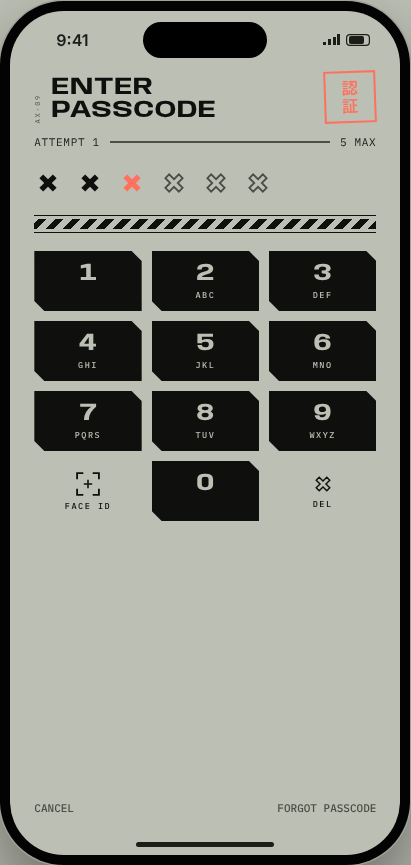 9:41
AX-09
ENTER
PASSCODE
認
証
ATTEMPT 1
5 MAX
1
2
ABC
3
DEF
4
GHI
5
JKL
6
MNO
7
PQRS
8
TUV
9
WXYZ
FACE ID
0
DEL
CANCEL
FORGOT PASSCODE